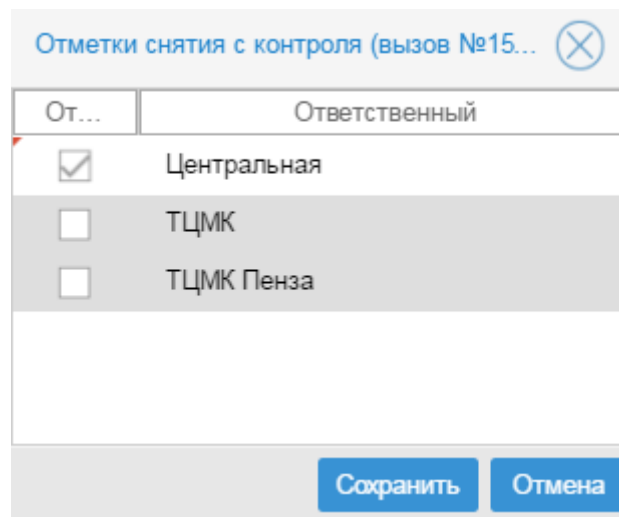 Отметки снятия с контроля (вызов №15...
От... Ответственный
Центральная
ТЦМК
ТЦМК Пенза
Сохранить Отмена